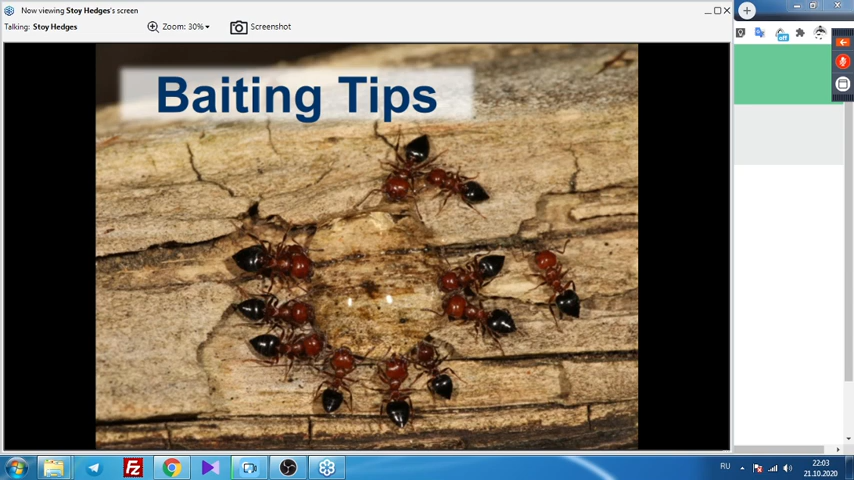 Now viewing Stoy Hedges's screen
Talking: Stoy Hedges
Zoom: 30%
Screenshot
off
Baiting Tips
RU
22:03
21.10.2020